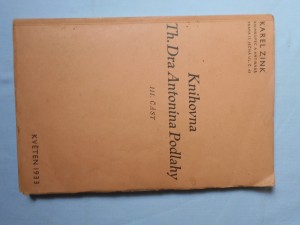 KAREL ZINK
Knihovna
Th. Dra Antonína Podlahy
III. ČÁST
KVĚTEN 1933